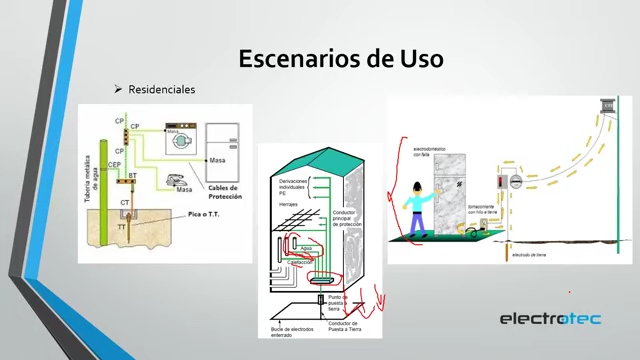 Escenarios de Uso
Residenciales
CP
CP
CEP
BT
CT
TT
Tubería metálica
de agua
Masa
Masa
Masa
Cables de
Protección
Pica o T.T.
Derivaciones
individuales
PE
Herrajes
Conductor
principal
de protección
Agua
Calefacción
Punto de
puesta a
tierra
Bucle de electrodos
enterrado
Conductor de
Puesta a Tierra
electrodoméstico
con falla
tomacorriente
con hilo a tierra
electrodo de tierra
electrotec